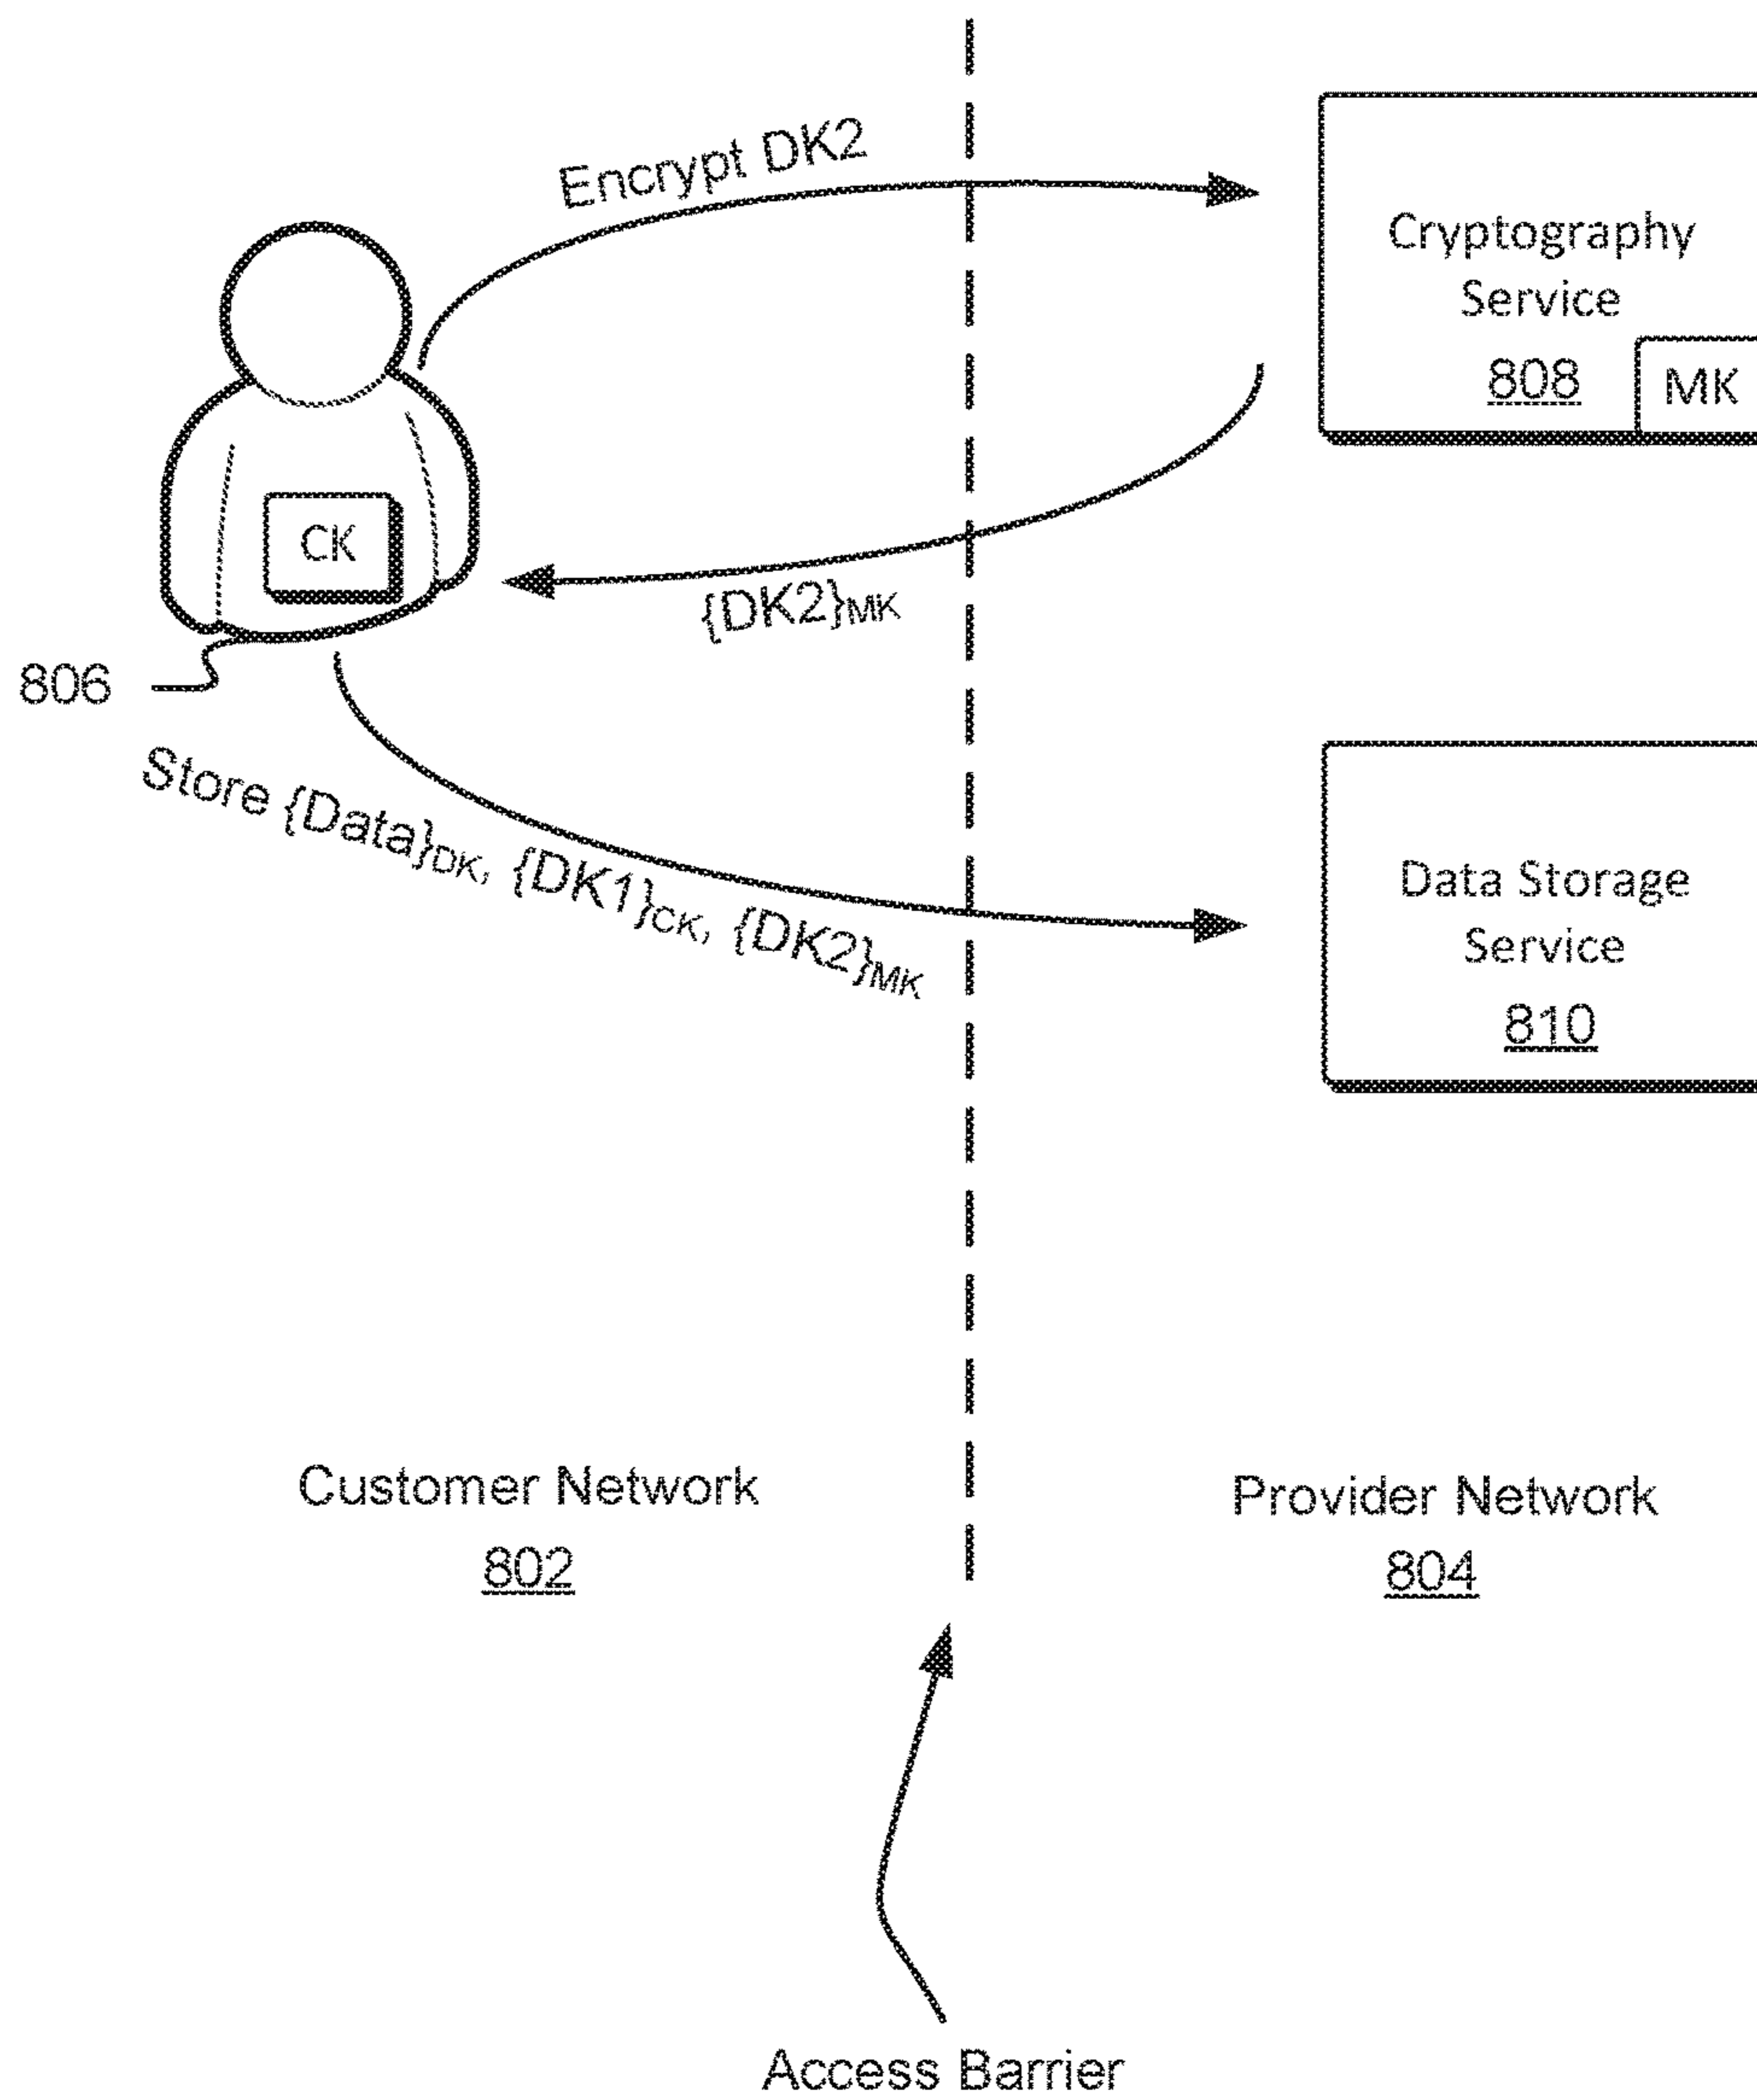 Encrypt DK2
Cryptography
Service
808
MK
CK
{DK2}MK
806
Store {Data}DK, {DK1}CK, {DK2}MK
Data Storage
Service
810
Customer Network
802
Provider Network
804
Access Barrier